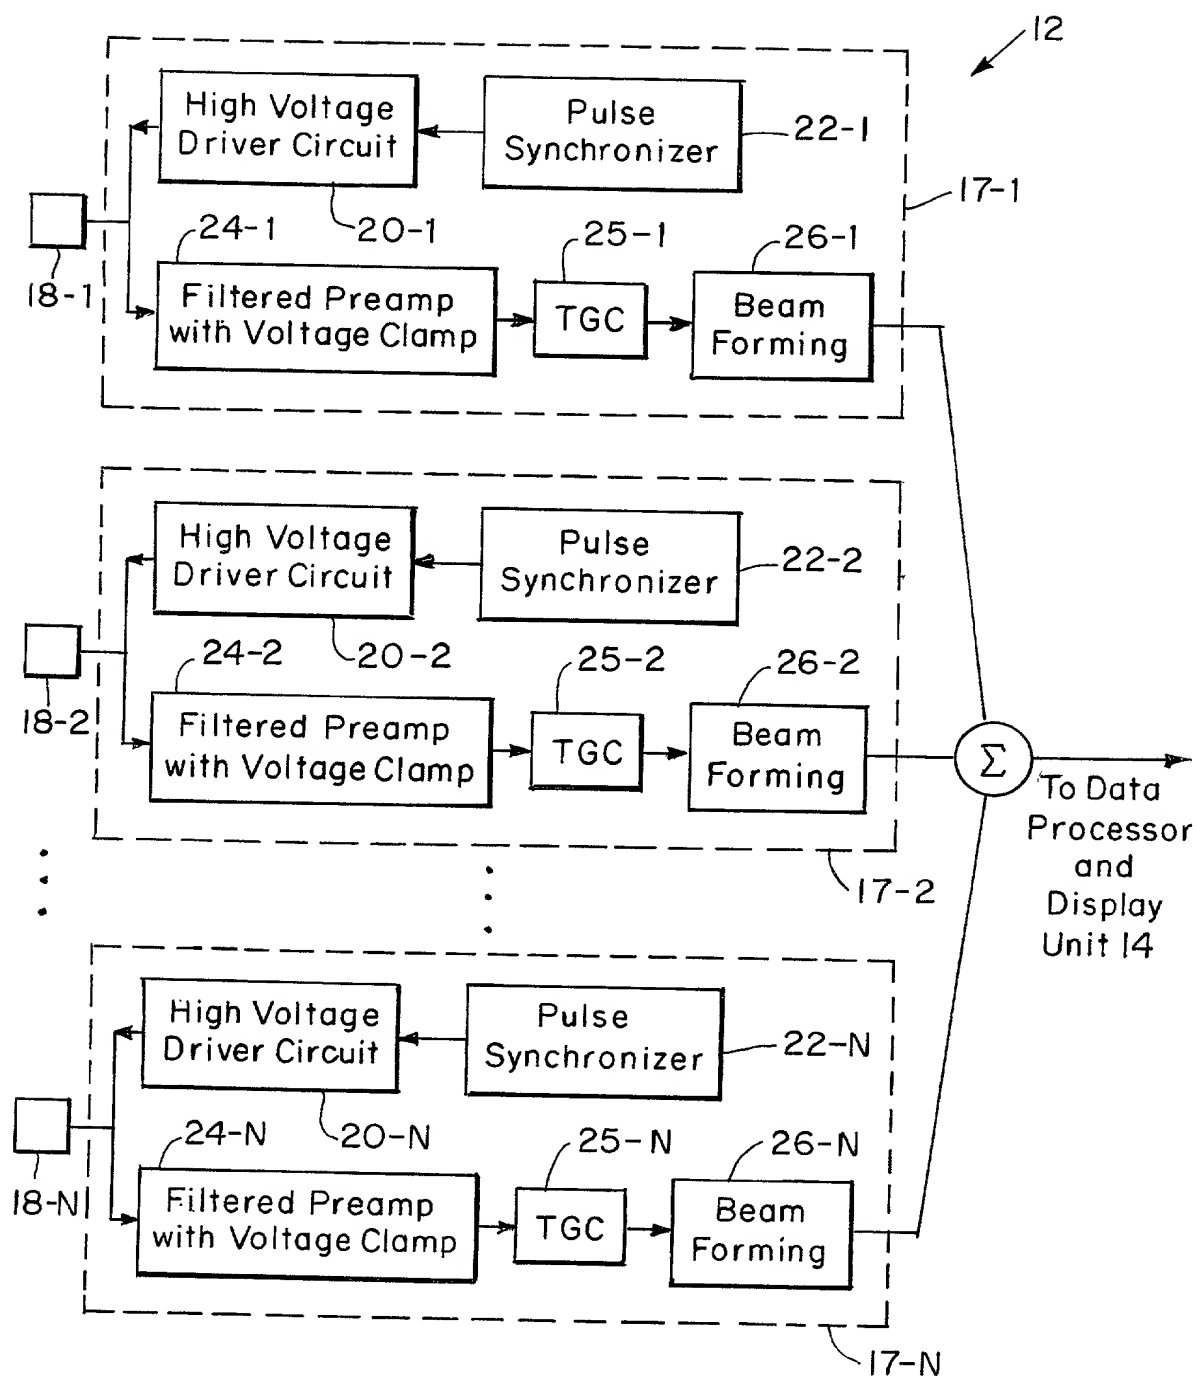 12
High Voltage
Driver Circuit
Pulse
Synchronizer
22-1
17-1
20-1
18-1
24-1
25-1
26-1
Filtered Preamp
with Voltage Clamp
TGC
Beam
Forming
High Voltage
Driver Circuit
Pulse
Synchronizer
22-2
20-2
18-2
24-2
25-2
26-2
Filtered Preamp
with Voltage Clamp
TGC
Beam
Forming
Σ
To Data
Processor
and
Display
Unit 14
17-2
High Voltage
Driver Circuit
Pulse
Synchronizer
22-N
20-N
18-N
24-N
25-N
26-N
Filtered Preamp
with Voltage Clamp
TGC
Beam
Forming
17-N